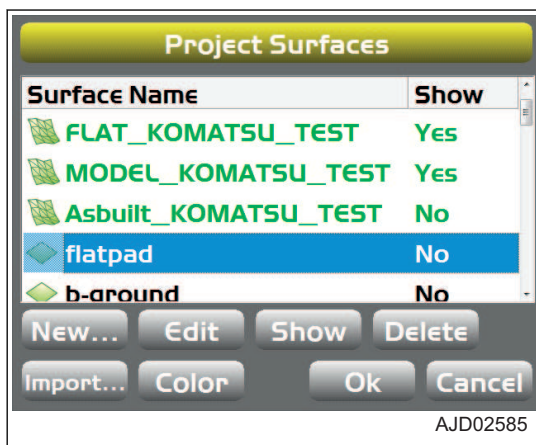 Project Surfaces
Surface Name Show
FLAT_KOMATSU_TEST Yes
MODEL_KOMATSU_TEST Yes
Asbuilt_KOMATSU_TEST No
flatpad No
b-ground No
New... Edit Show Delete
Import... Color Ok Cancel
AJD02585